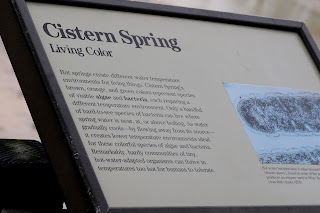 Cistern Spring
Living Color
Hot springs create different water temperature
environments for living things. Cistern Spring's
brown, orange, and green colors represent species
of visible algae and bacteria, each requiring a
different temperature environment. Only a handful
of hard-to-see species of bacteria can live where
spring water is near, at, or above boiling. As water
gradually cools—by flowing away from its source—
it creates lower temperature environments ideal
for these colorful species of algae and bacteria.
Remarkably, hardy communities of tiny,
hot-water-adapted organisms can thrive in
temperatures too hot for humans to tolerate.